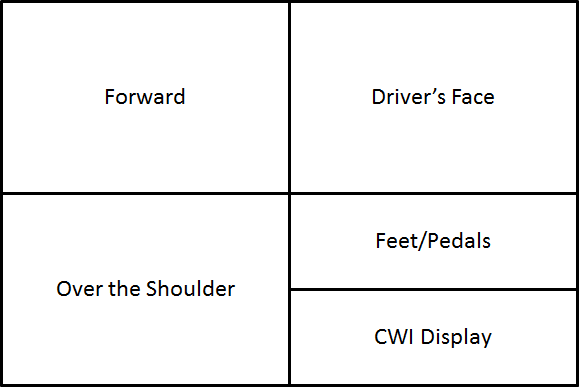 Forward
Driver’s Face
Over the Shoulder
Feet/Pedals
CWI Display